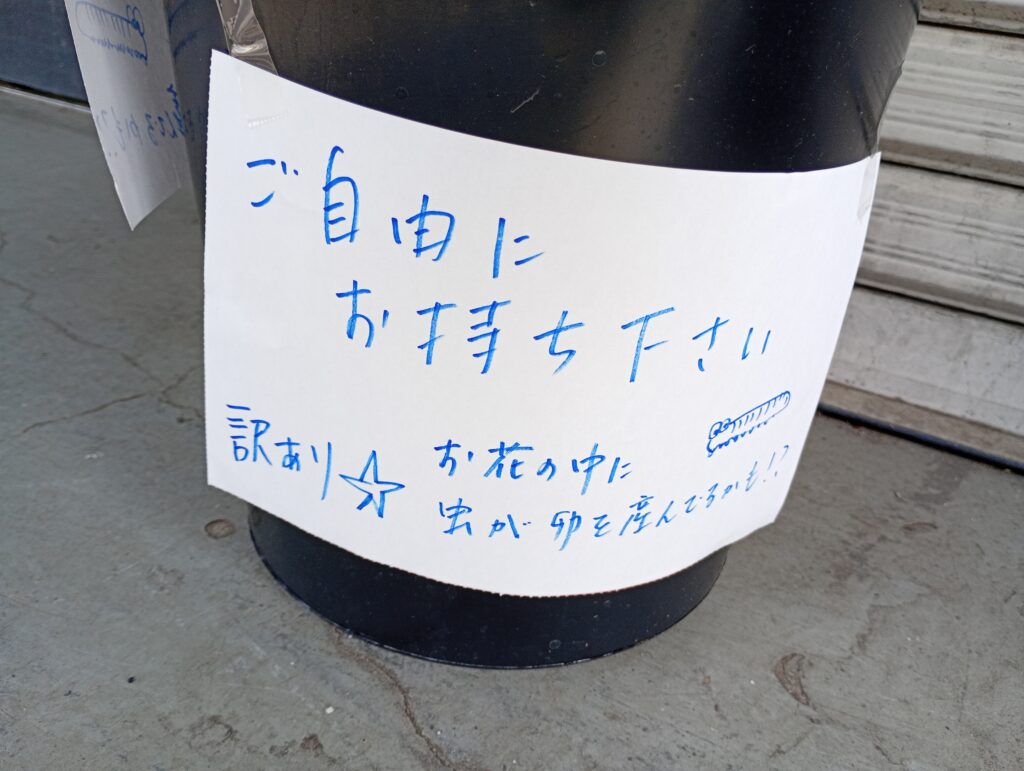 ご自由に
お持ち下さい
訳あり☆
お花の中に
虫が卵を産んでるかも!?